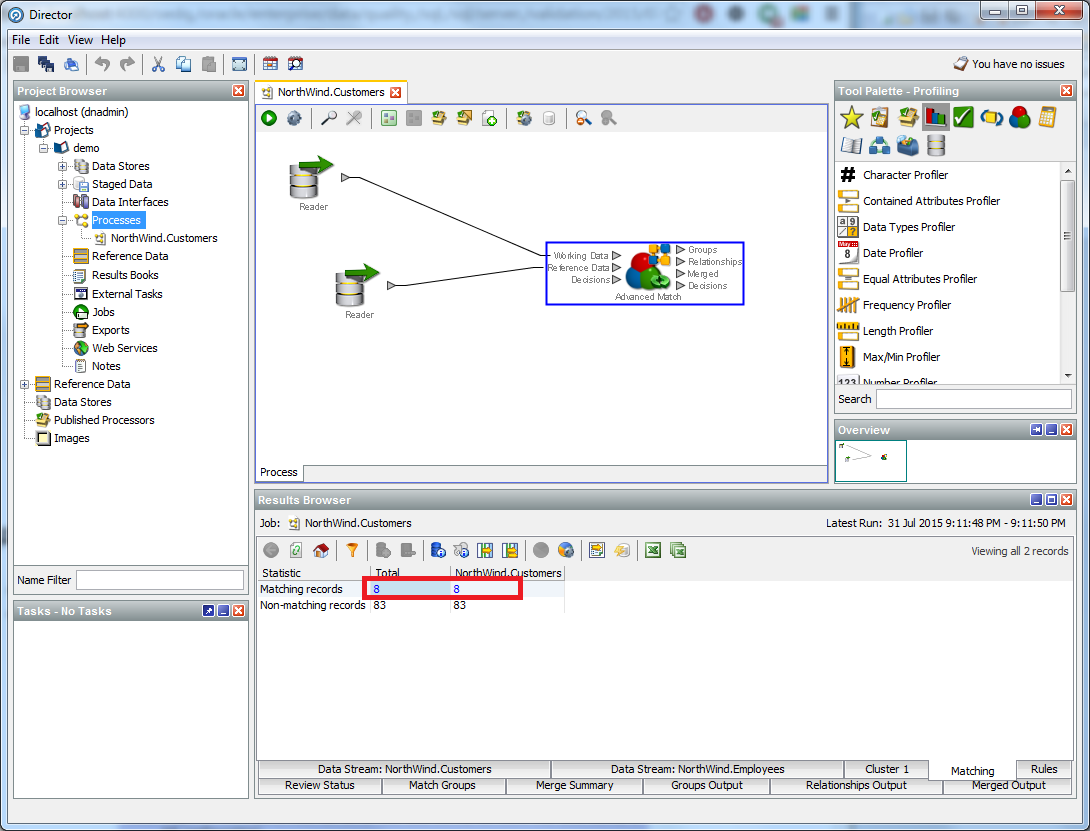 Director
File Edit View Help
You have no issues
Project Browser
localhost (dnadmin)
Projects
demo
Data Stores
Staged Data
Data Interfaces
Processes
NorthWind.Customers
Reference Data
Results Books
External Tasks
Jobs
Exports
Web Services
Notes
Reference Data
Data Stores
Published Processors
Images
Name Filter
Tasks - No Tasks
NorthWind.Customers
Reader
Reader
Working Data
Reference Data
Decisions
Groups
Relationships
Merged
Decisions
Advanced Match
Process
Tool Palette - Profiling
# Character Profiler
Contained Attributes Profiler
Data Types Profiler
Date Profiler
Equal Attributes Profiler
Frequency Profiler
Length Profiler
Max/Min Profiler
123 Number Profiler
Search
Overview
Results Browser
Job: NorthWind.Customers
Latest Run: 31 Jul 2015 9:11:48 PM - 9:11:50 PM
Viewing all 2 records
Statistic Total NorthWind.Customers
Matching records 8 8
Non-matching records 83 83
Data Stream: NorthWind.Customers Data Stream: NorthWind.Employees Cluster 1 Matching Rules
Review Status Match Groups Merge Summary Groups Output Relationships Output Merged Output